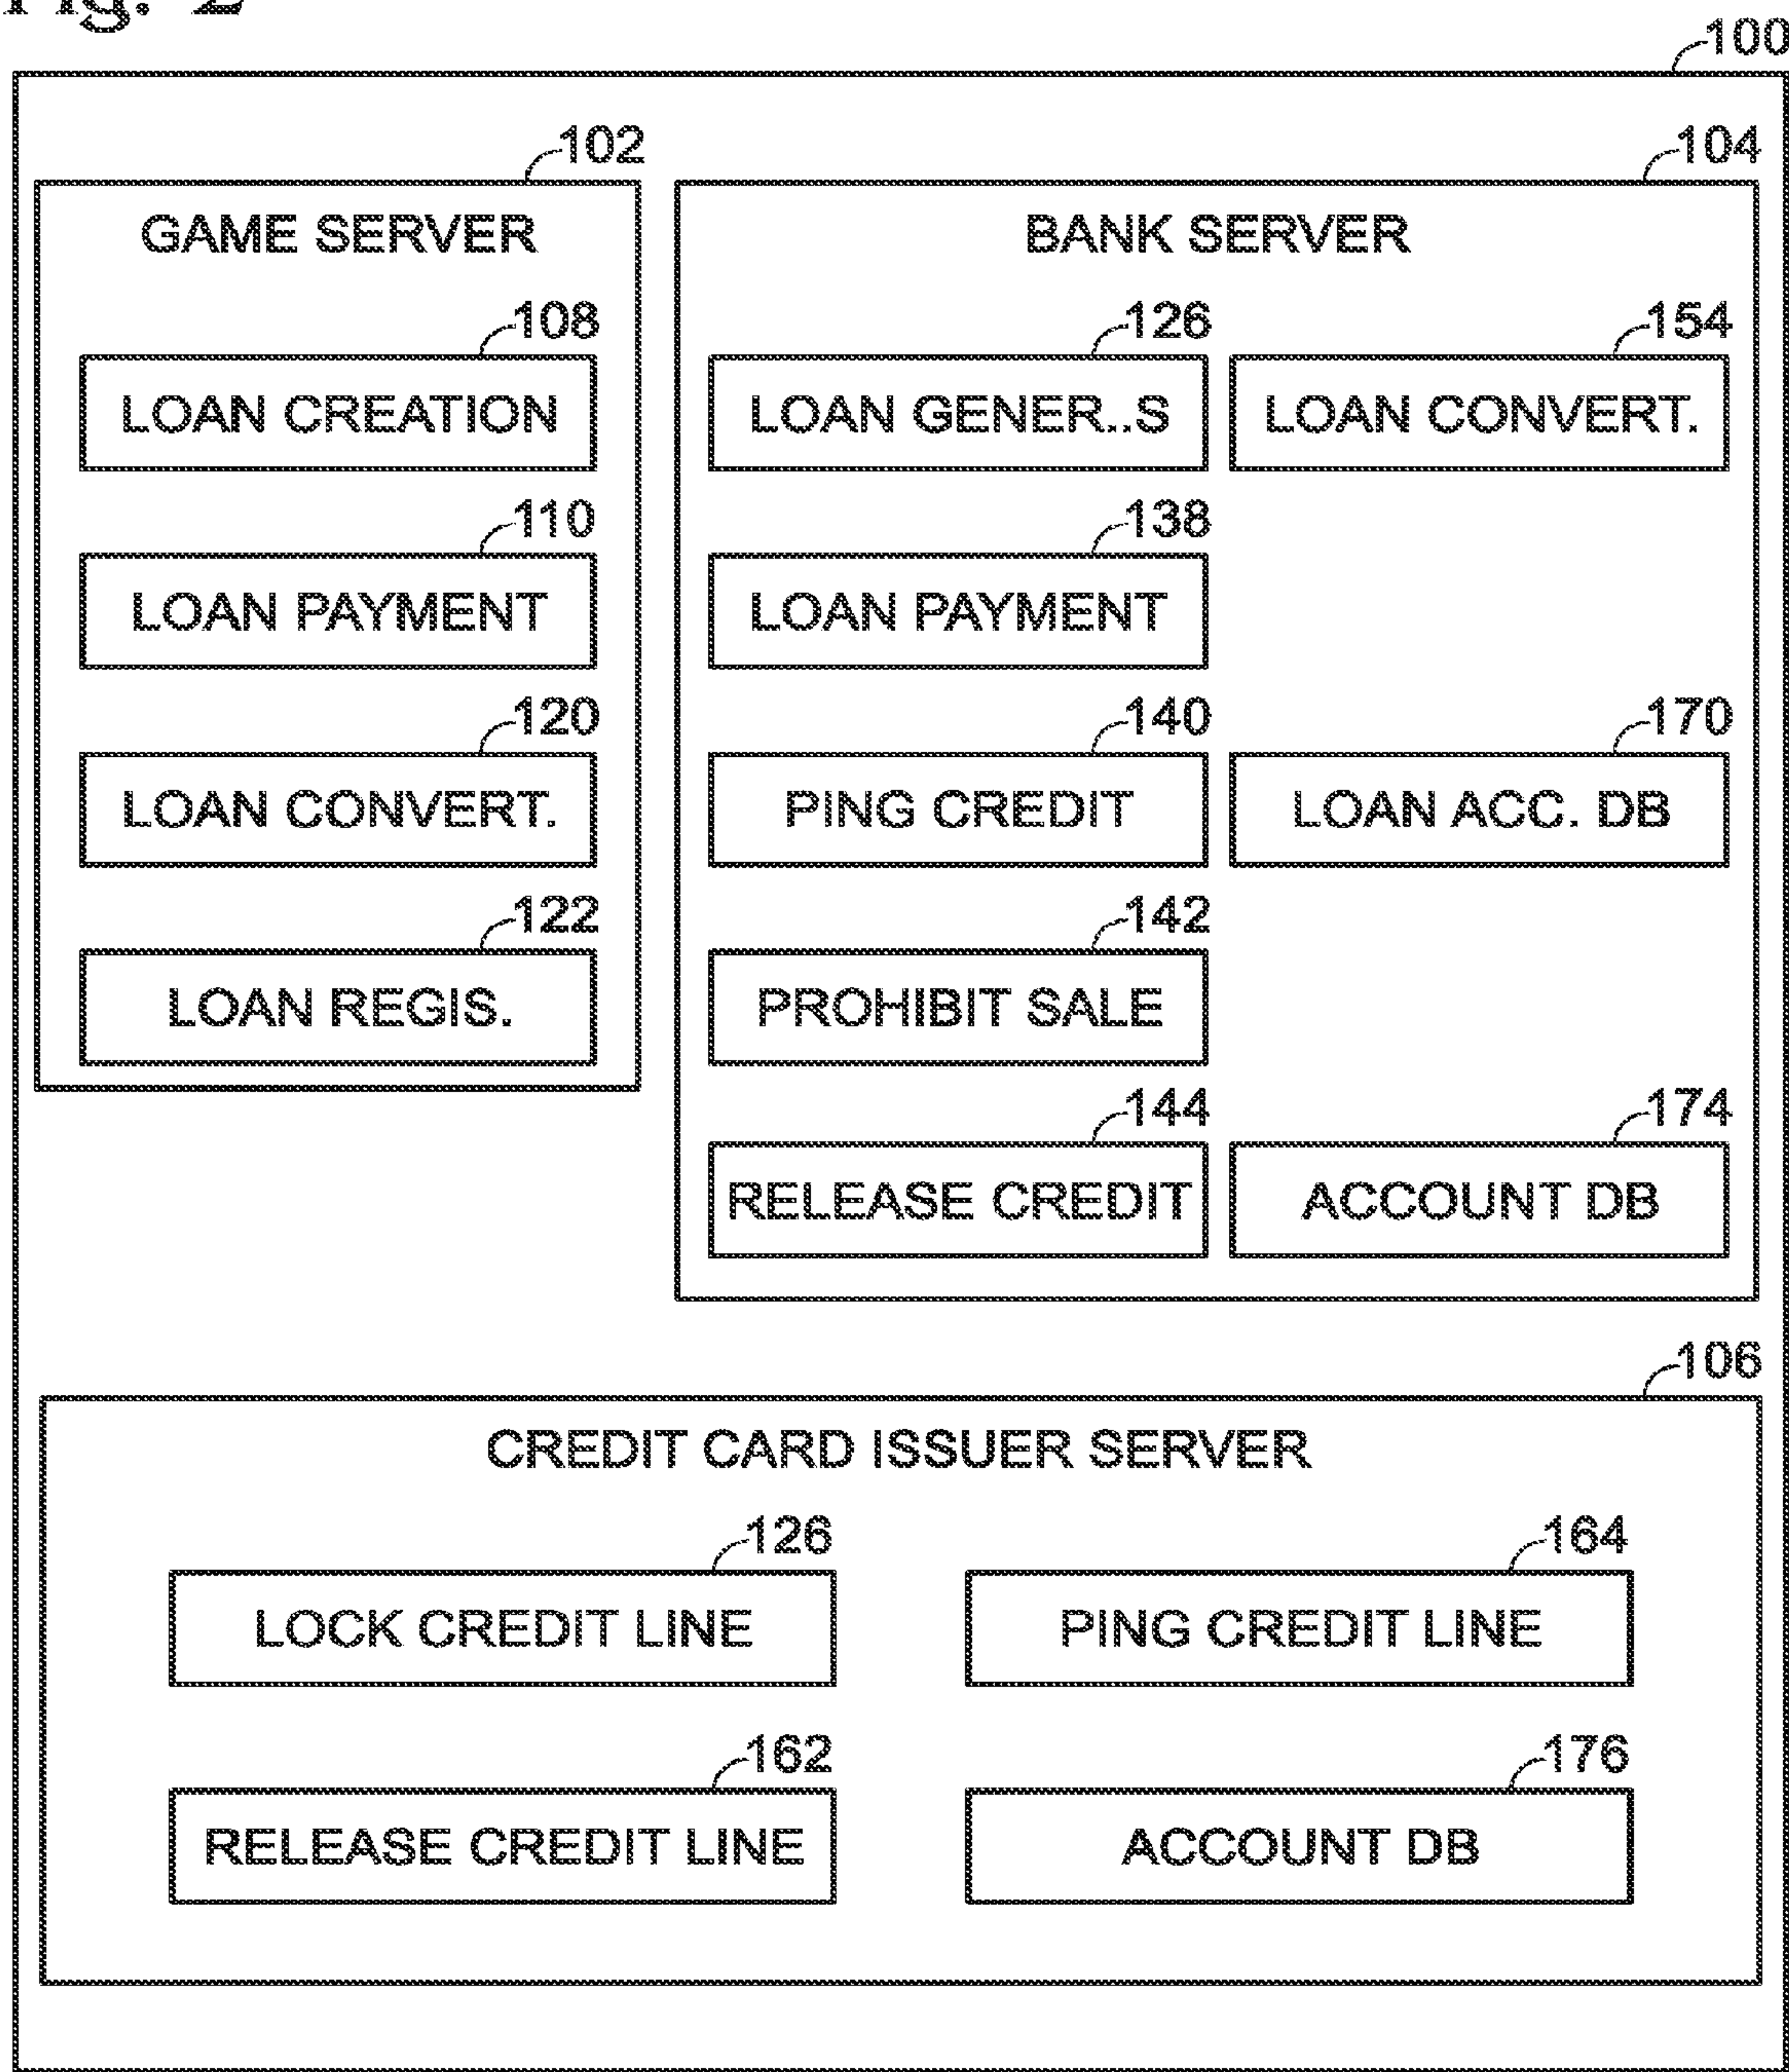 Fig. 2
100
102
GAME SERVER
108
LOAN CREATION
110
LOAN PAYMENT
120
LOAN CONVERT.
122
LOAN REGIS.
104
BANK SERVER
126
LOAN GENER..S
154
LOAN CONVERT.
138
LOAN PAYMENT
140
PING CREDIT
170
LOAN ACC. DB
142
PROHIBIT SALE
144
RELEASE CREDIT
174
ACCOUNT DB
106
CREDIT CARD ISSUER SERVER
126
LOCK CREDIT LINE
164
PING CREDIT LINE
162
RELEASE CREDIT LINE
176
ACCOUNT DB